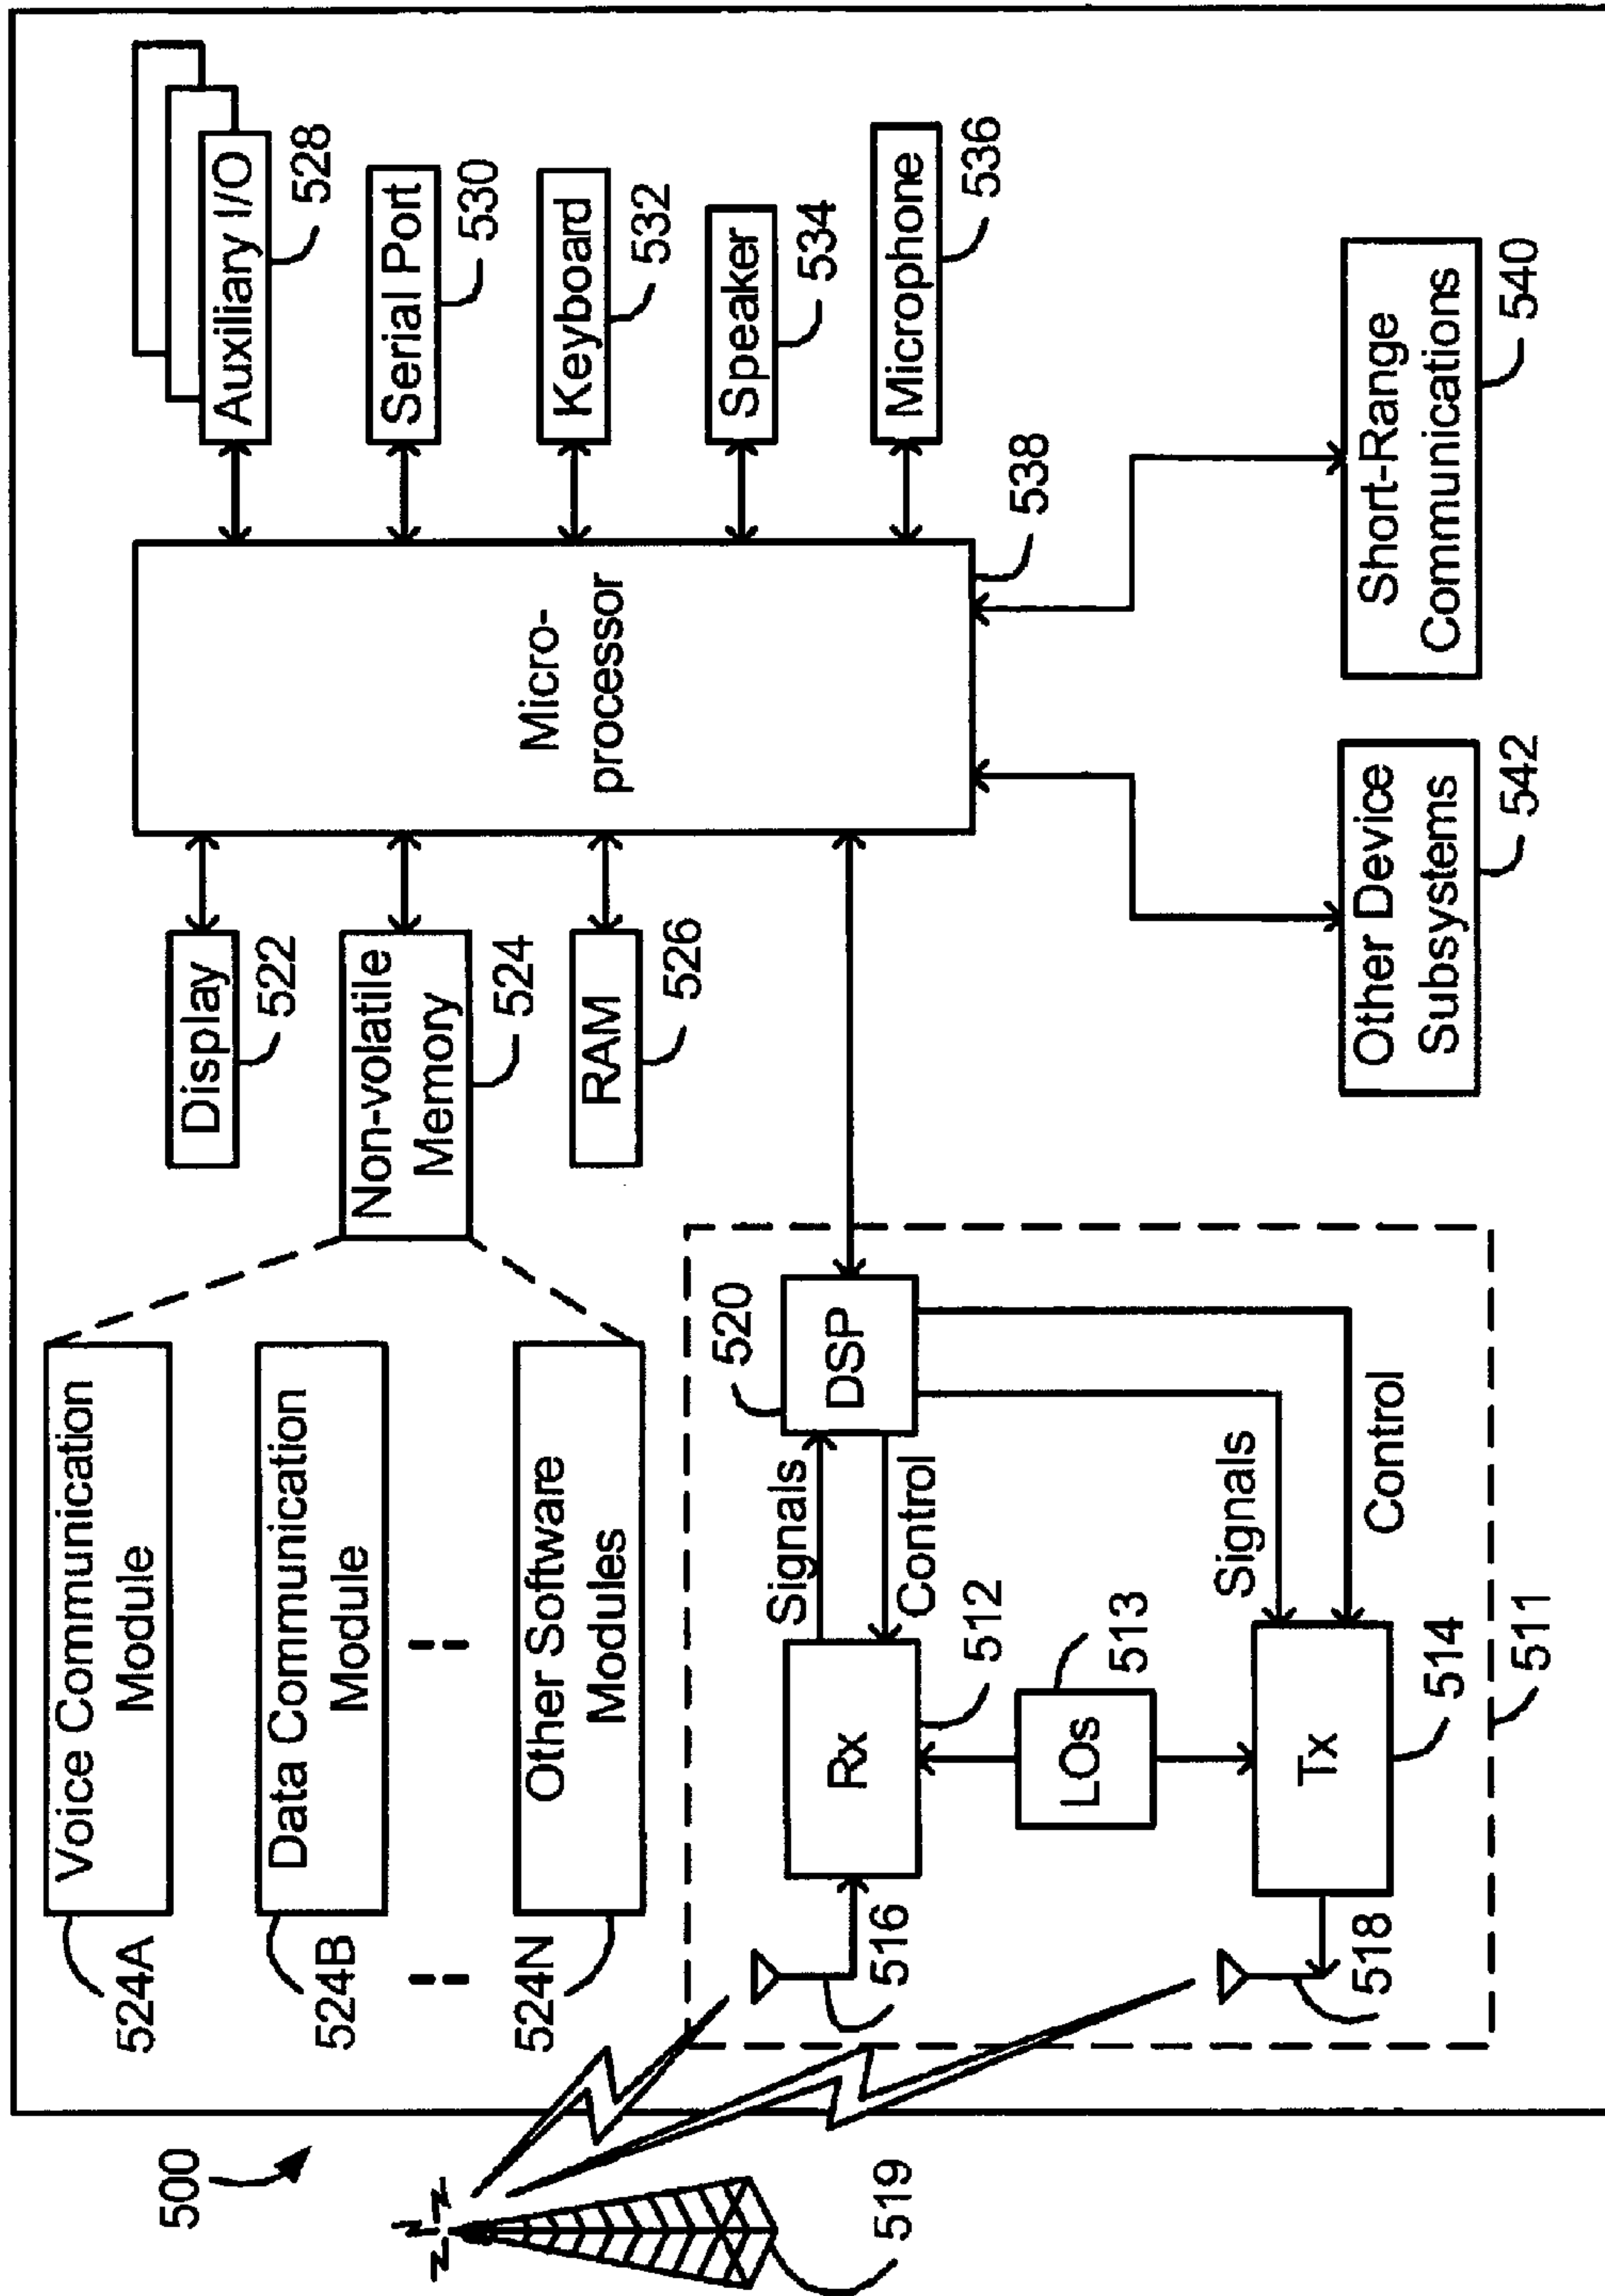 500
519
Voice Communication
Module
524A
Data Communication
Module
524B
Other Software
Modules
524N
Display
522
Non-volatile
Memory
524
RAM
526
Micro-
processor
538
Auxiliary I/O
528
Serial Port
530
Keyboard
532
Speaker
534
Microphone
536
Short-Range
Communications
540
Other Device
Subsystems
542
DSP
520
Signals
Control
Rx
512
LOs
513
Signals
Control
Tx
514
516
518
511